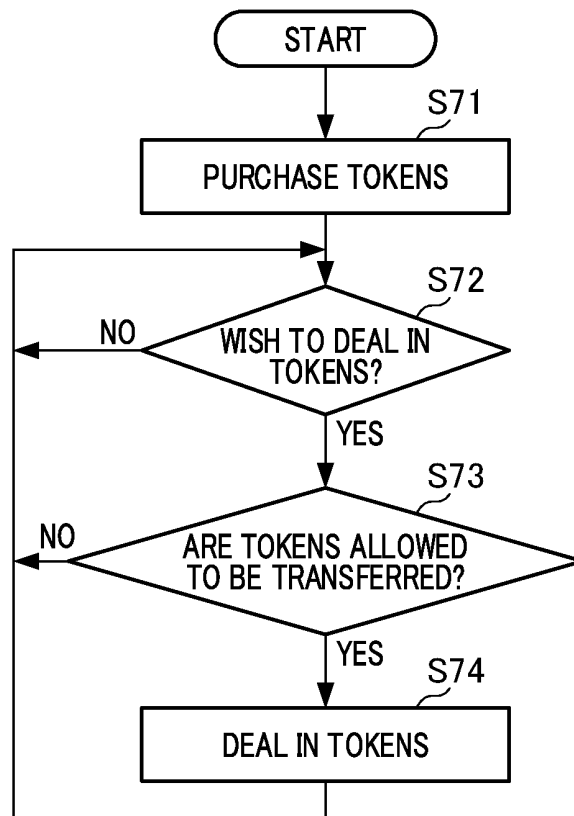 START
S71
PURCHASE TOKENS
S72
NO
WISH TO DEAL IN
TOKENS?
YES
S73
NO
ARE TOKENS ALLOWED
TO BE TRANSFERRED?
YES
S74
DEAL IN TOKENS